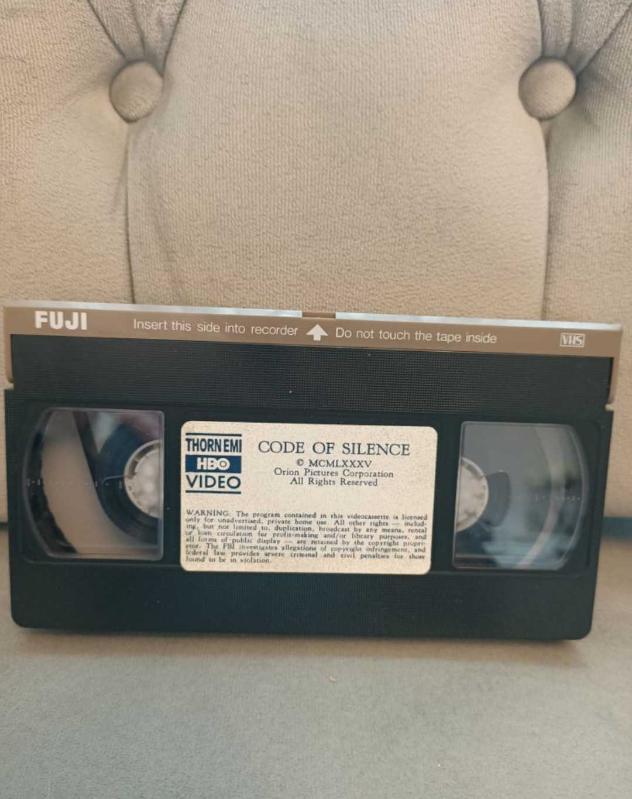 FUJI
Insert this side into recorder
Do not touch the tape inside
VHS
THORN EMI
HBO
VIDEO
CODE OF SILENCE
© MCMLXXXV
Orion Pictures Corporation
All Rights Reserved
WARNING: The program contained in this videocassette is licensed
only for unadvertised, private home use. All other rights — includ-
ing, but not limited to, duplication, broadcast by any means, rental
or loan circulation for profit-making and/or library purposes, and
all forms of public display — are retained by the copyright propri-
etor. The FBI investigates allegations of copyright infringement, and
federal law provides severe criminal and civil penalties for those
found to be in violation.